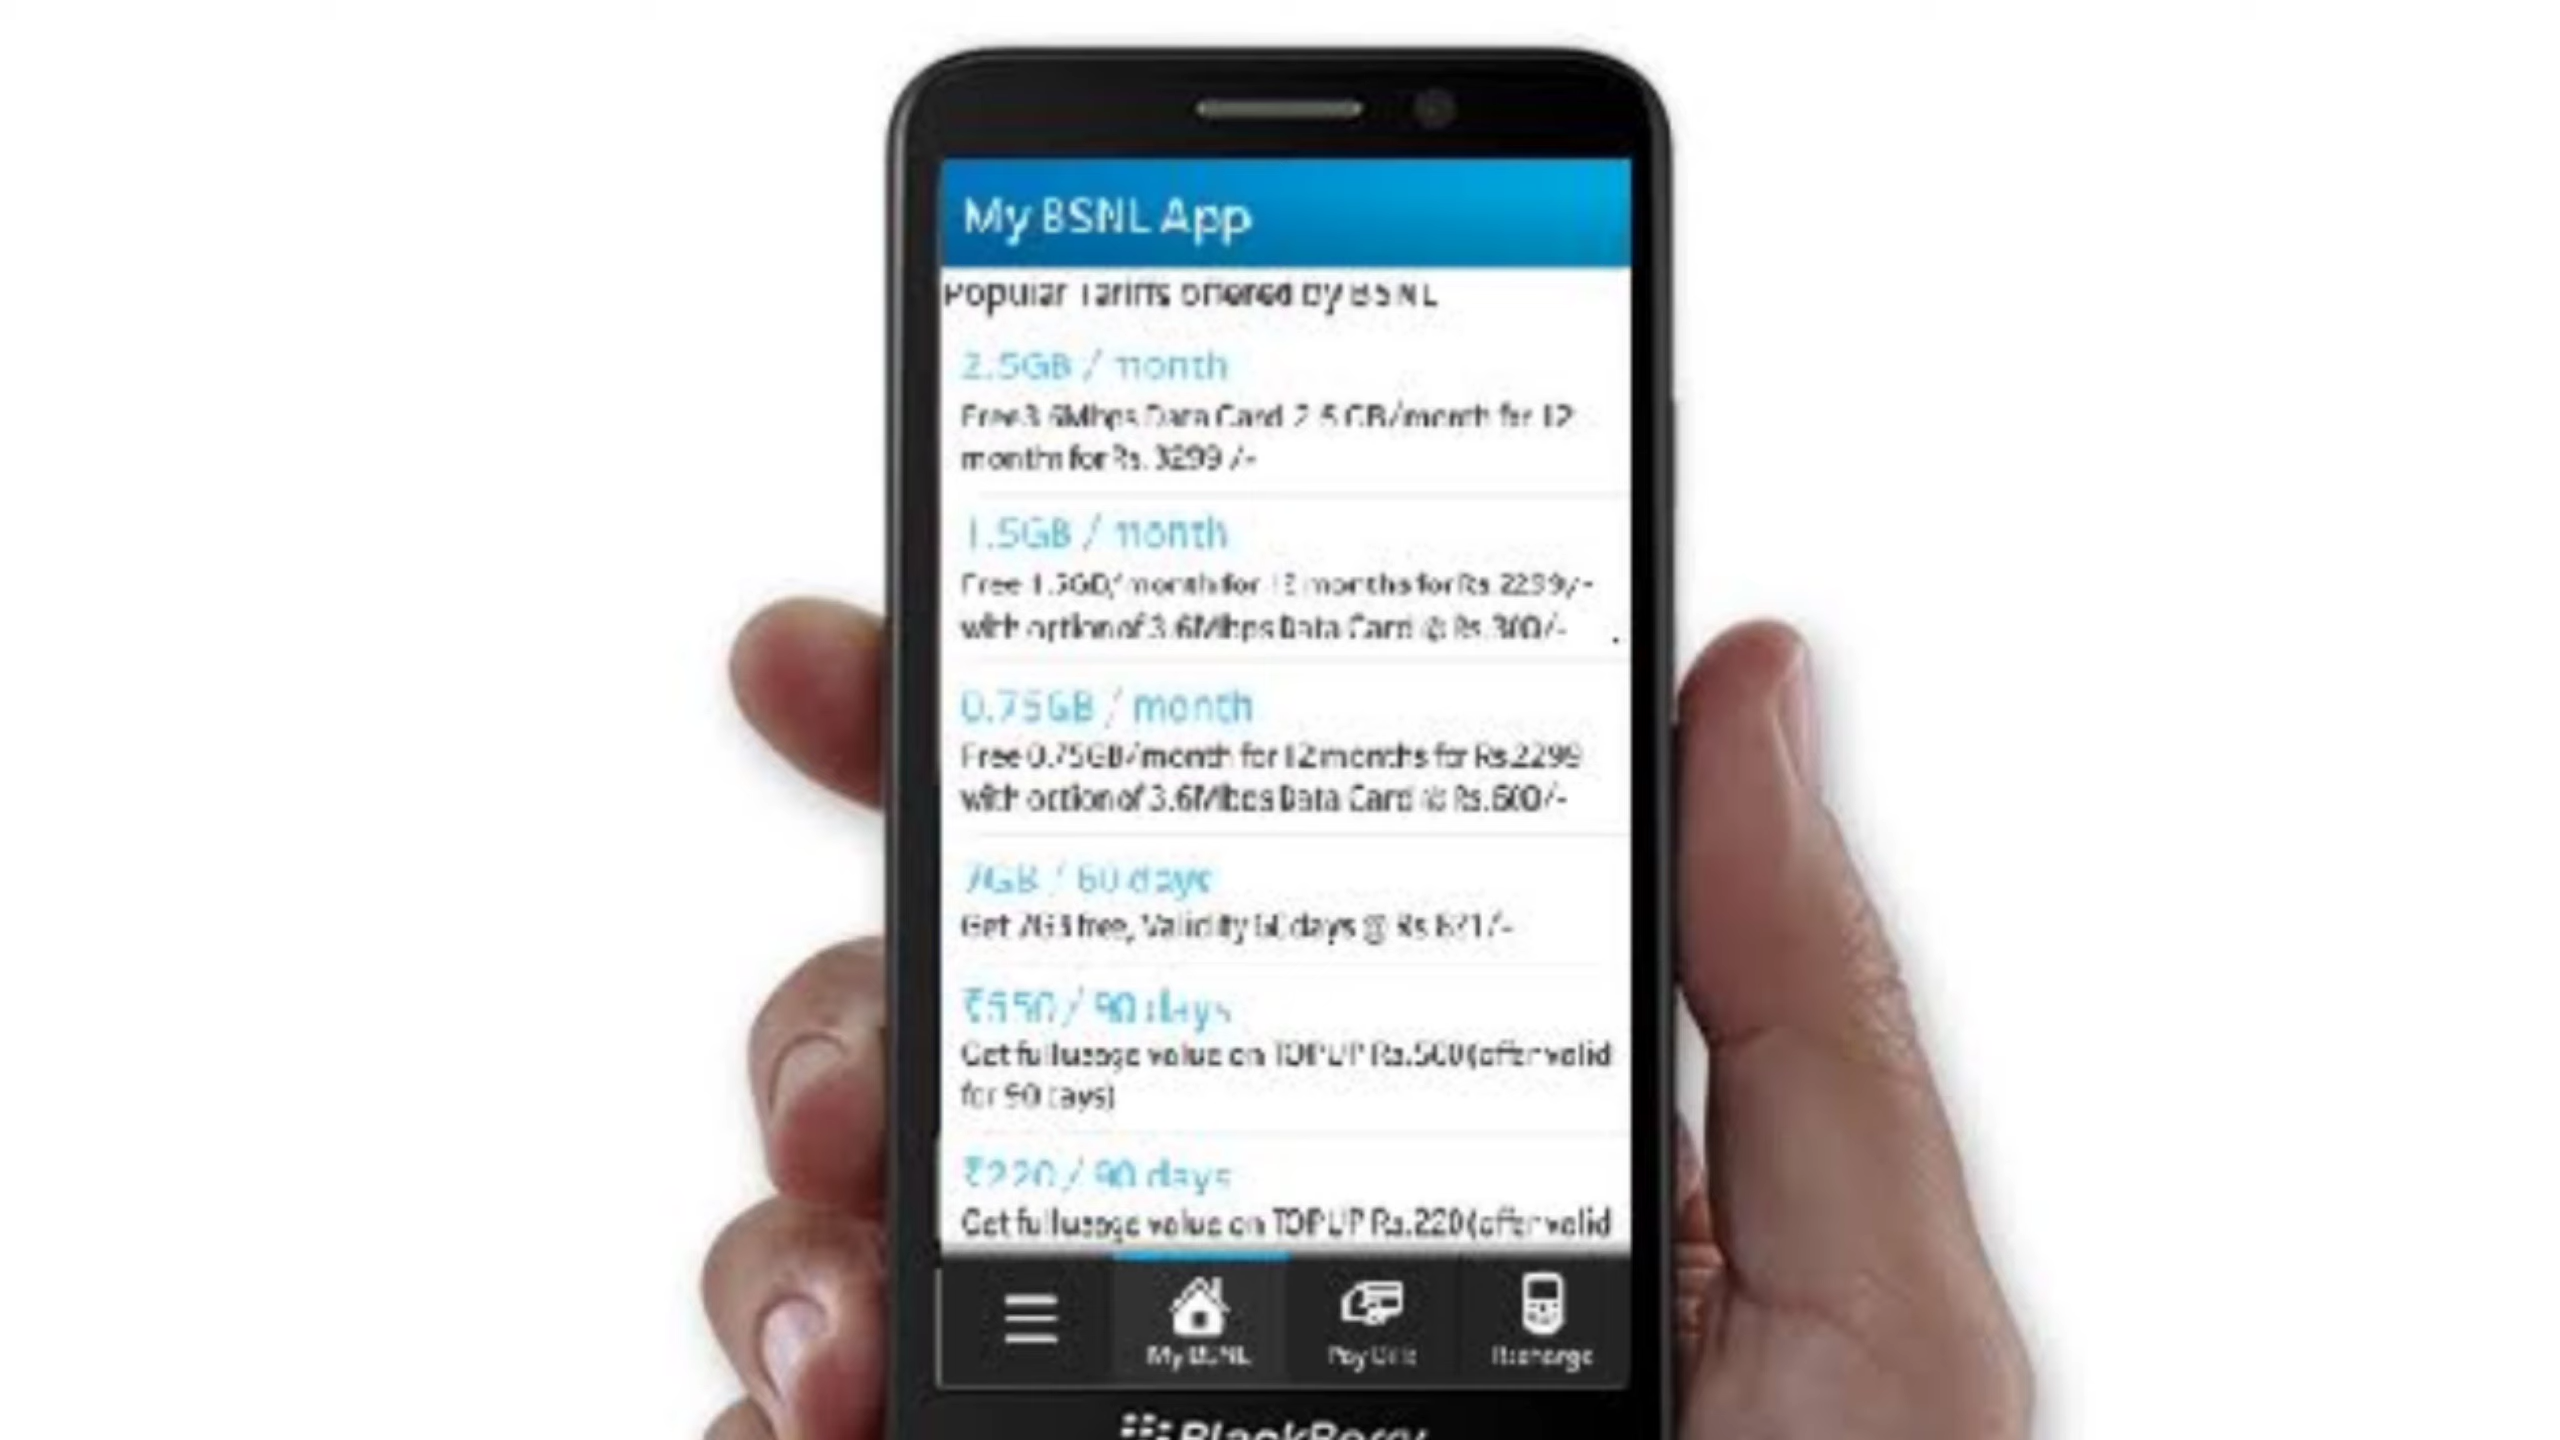 My BSNL App
Popular Tariffs offered by BSNL
2.5GB / month
Free 3.6Mbps Data Card 2.5 GB/month for 12
months for Rs. 3299 /-
1.5GB / month
Free 1.5GB/month for 12 months for Rs
with option of 3.6Mbps Data Card @ Rs. 300/-
0.75GB / month
Free 0.75GB/month for 12 months for Rs.2299
with option of 3.6Mbps Data Card @ Rs.600/-
7GB / 60 days
Get 7GB free, Validity 60 days @ Rs
/ 90 days
Get full usage value on TOPUP Rs.500 (offer valid
for 90 days)
₹220 / 90 days
Get full usage value on TOPUP Rs.220 (offer valid
My BSNL Pay Recharge
BlackBerry